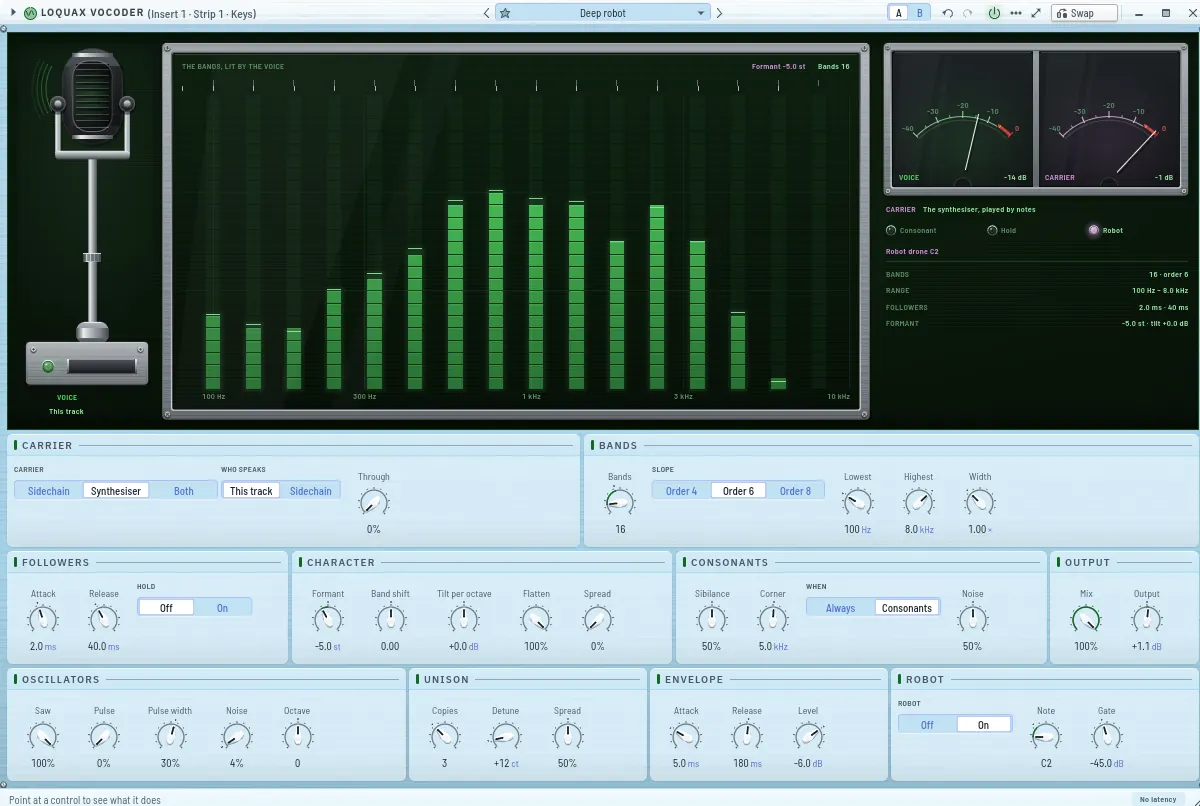 LOQUAX VOCODER (Insert 1 · Strip 1 · Keys)
Deep robot
A B
Swap
THE BANDS, LIT BY THE VOICE
Formant -5.0 st Bands 16
100 Hz 300 Hz 1 kHz 3 kHz 10 kHz
VOICE
This track
-40 -30 -20 -10 0
VOICE -14 dB
-40 -30 -20 -10 0
CARRIER -1 dB
CARRIER The synthesiser, played by notes
Consonant Hold Robot
Robot drone C2
BANDS 16 · order 6
RANGE 100 Hz – 8.0 kHz
FOLLOWERS 2.0 ms · 40 ms
FORMANT -5.0 st · tilt +0.0 dB
CARRIER
CARRIER WHO SPEAKS Through
Sidechain Synthesiser Both This track Sidechain
0%
BANDS
Bands SLOPE Lowest Highest Width
Order 4 Order 6 Order 8
16 100 Hz 8.0 kHz 1.00 ×
FOLLOWERS
Attack Release HOLD
Off On
2.0 ms 40.0 ms
CHARACTER
Formant Band shift Tilt per octave Flatten Spread
-5.0 st 0.00 +0.0 dB 100% 0%
CONSONANTS
Sibilance Corner WHEN Noise
Always Consonants
50% 5.0 kHz 50%
OUTPUT
Mix Output
100% +1.1 dB
OSCILLATORS
Saw Pulse Pulse width Noise Octave
100% 0% 30% 4% 0
UNISON
Copies Detune Spread
3 +12 ct 50%
ENVELOPE
Attack Release Level
5.0 ms 180 ms -6.0 dB
ROBOT
ROBOT Note Gate
Off On
C2 -45.0 dB
Point at a control to see what it does
No latency